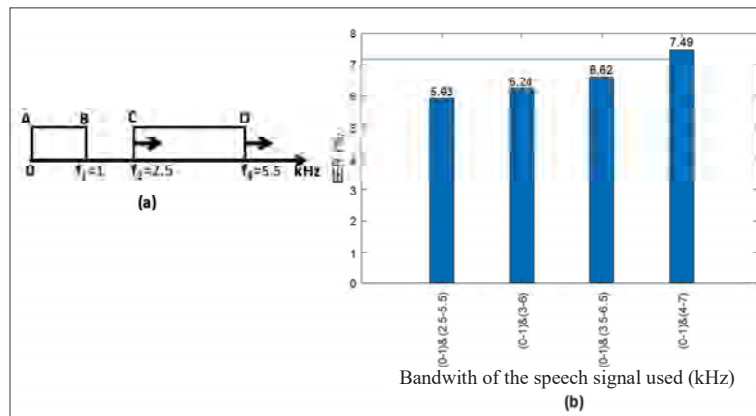 A B C D
0 f1=1 f2=2.5 f3=5.5 kHz
(a)
8
7
6
5
4
3
2
1
0
EER (%)
5.93
6.24
6.62
7.49
(0-1)&(2.5-5.5)
(0-1)&(3-6)
(0-1)&(3.5-6.5)
(0-1)&(4-7)
Bandwith of the speech signal used (kHz)
(b)